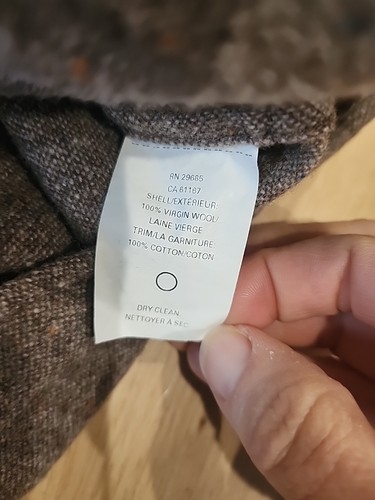 RN 29665
CA 61167
SHELL/EXTÉRIEUR
100% VIRGIN WOOL/
LAINE VIERGE
TRIM/LA GARNITURE
100% COTTON/COTON
DRY CLEAN
NETTOYER À SEC